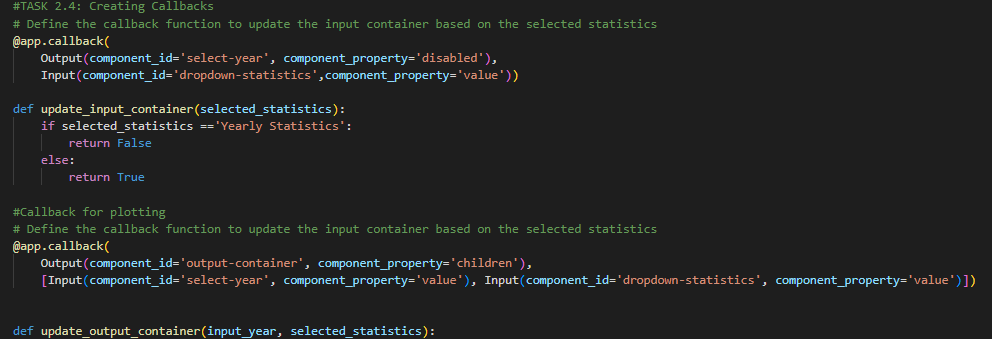 #TASK 2.4: Creating Callbacks
# Define the callback function to update the input container based on the selected statistics
@app.callback(
    Output(component_id='select-year', component_property='disabled'),
    Input(component_id='dropdown-statistics',component_property='value'))
def update_input_container(selected_statistics):
    if selected_statistics =='Yearly Statistics':
        return False
    else:
        return True
#Callback for plotting
# Define the callback function to update the input container based on the selected statistics
@app.callback(
    Output(component_id='output-container', component_property='children'),
    [Input(component_id='select-year', component_property='value'), Input(component_id='dropdown-statistics', component_property='value')])
def update_output_container(input_year, selected_statistics):